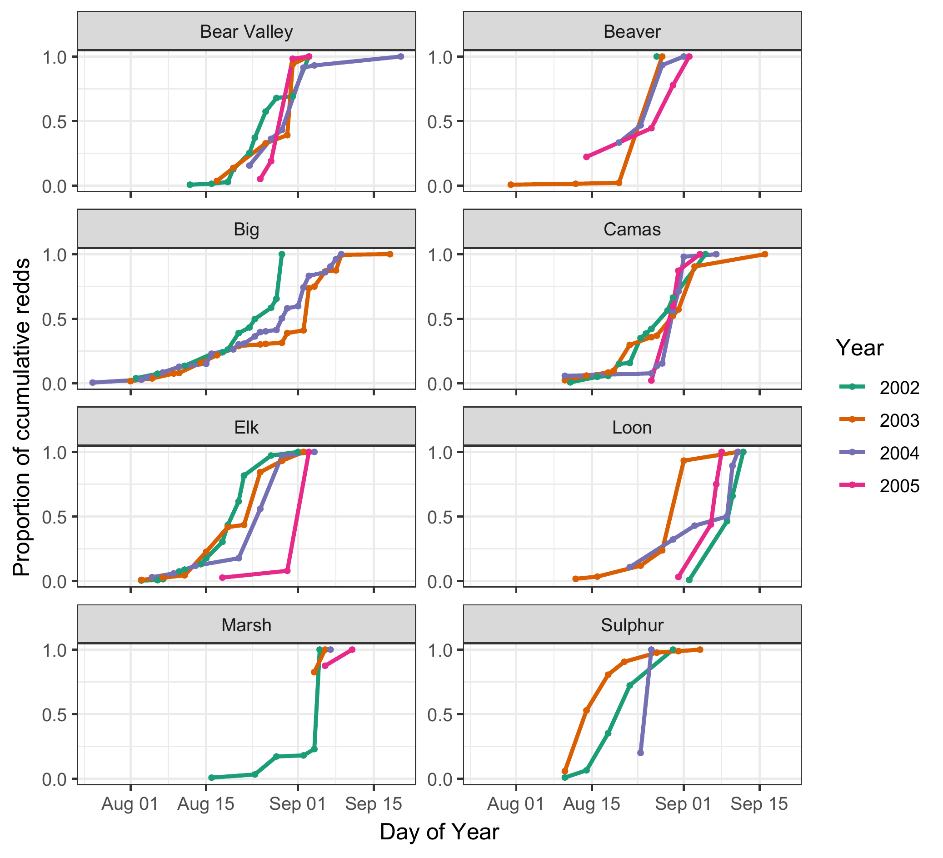 Bear Valley
Beaver
1.0
0.5
0.0
Big
Camas
1.0
0.5
0.0
Elk
Loon
1.0
0.5
0.0
Marsh
Sulphur
1.0
0.5
0.0
Aug 01 Aug 15 Sep 01 Sep 15
Aug 01 Aug 15 Sep 01 Sep 15
Day of Year
Proportion of ccumulative redds
Year
2002
2003
2004
2005